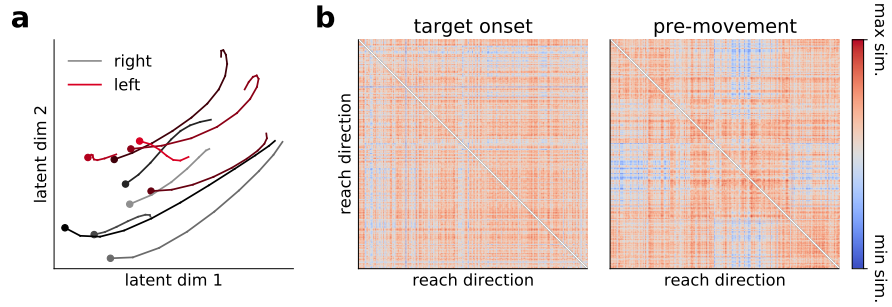 a
right
left
latent dim 2
latent dim 1
b
target onset
pre-movement
reach direction
reach direction
reach direction
max sim.
min sim.